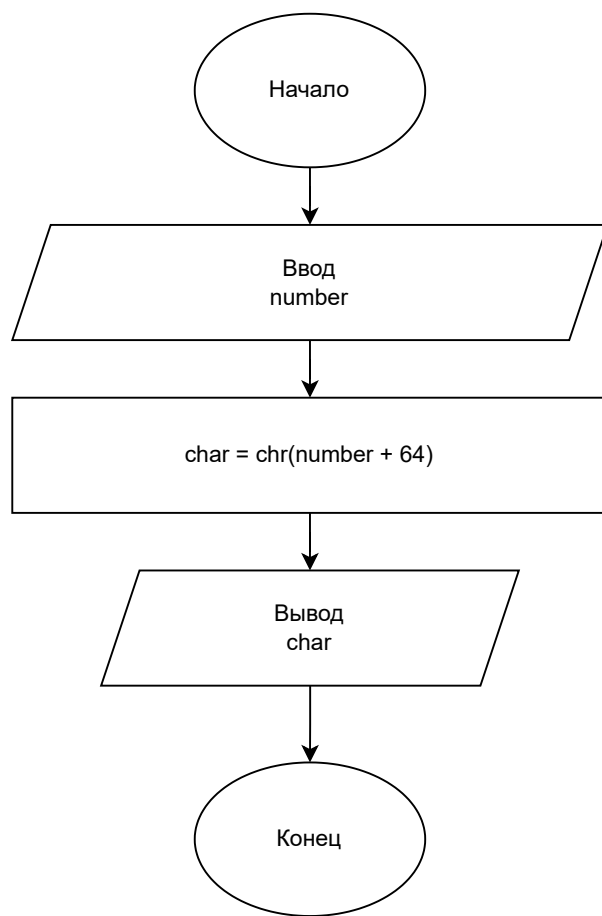 Начало
Ввод
number
char = chr(number + 64)
Вывод
char
Конец